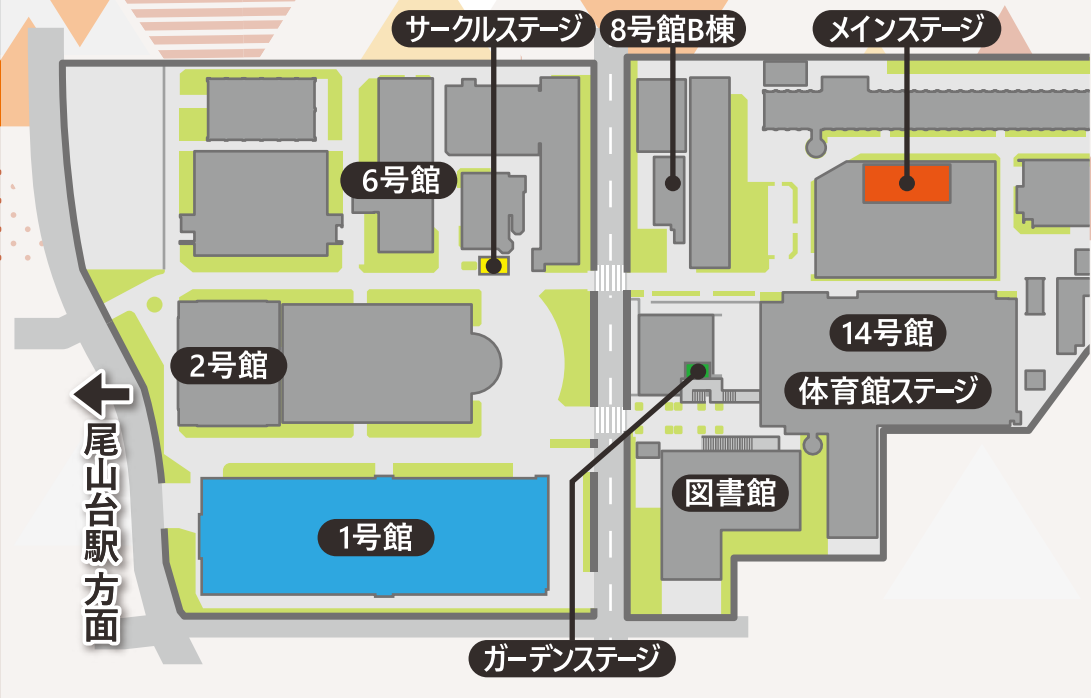 サークルステージ
8号館B棟
メインステージ
6号館
2号館
14号館
体育館ステージ
尾山台駅 方面
図書館
1号館
ガーデンステージ